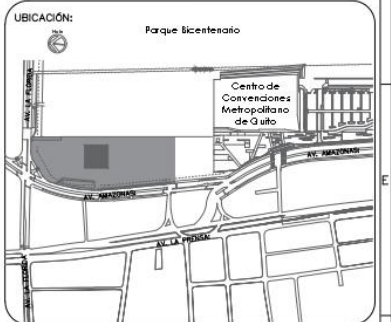 UBICACIÓN:
Parque Bicentenario
Centro de
Convenciones
Metropolitano
de Quito
AV. LA FLORIDA
AV. AMAZONAS
AV. AMAZONAS
AV. LA PRENSA
AV. LA FLORIDA
E